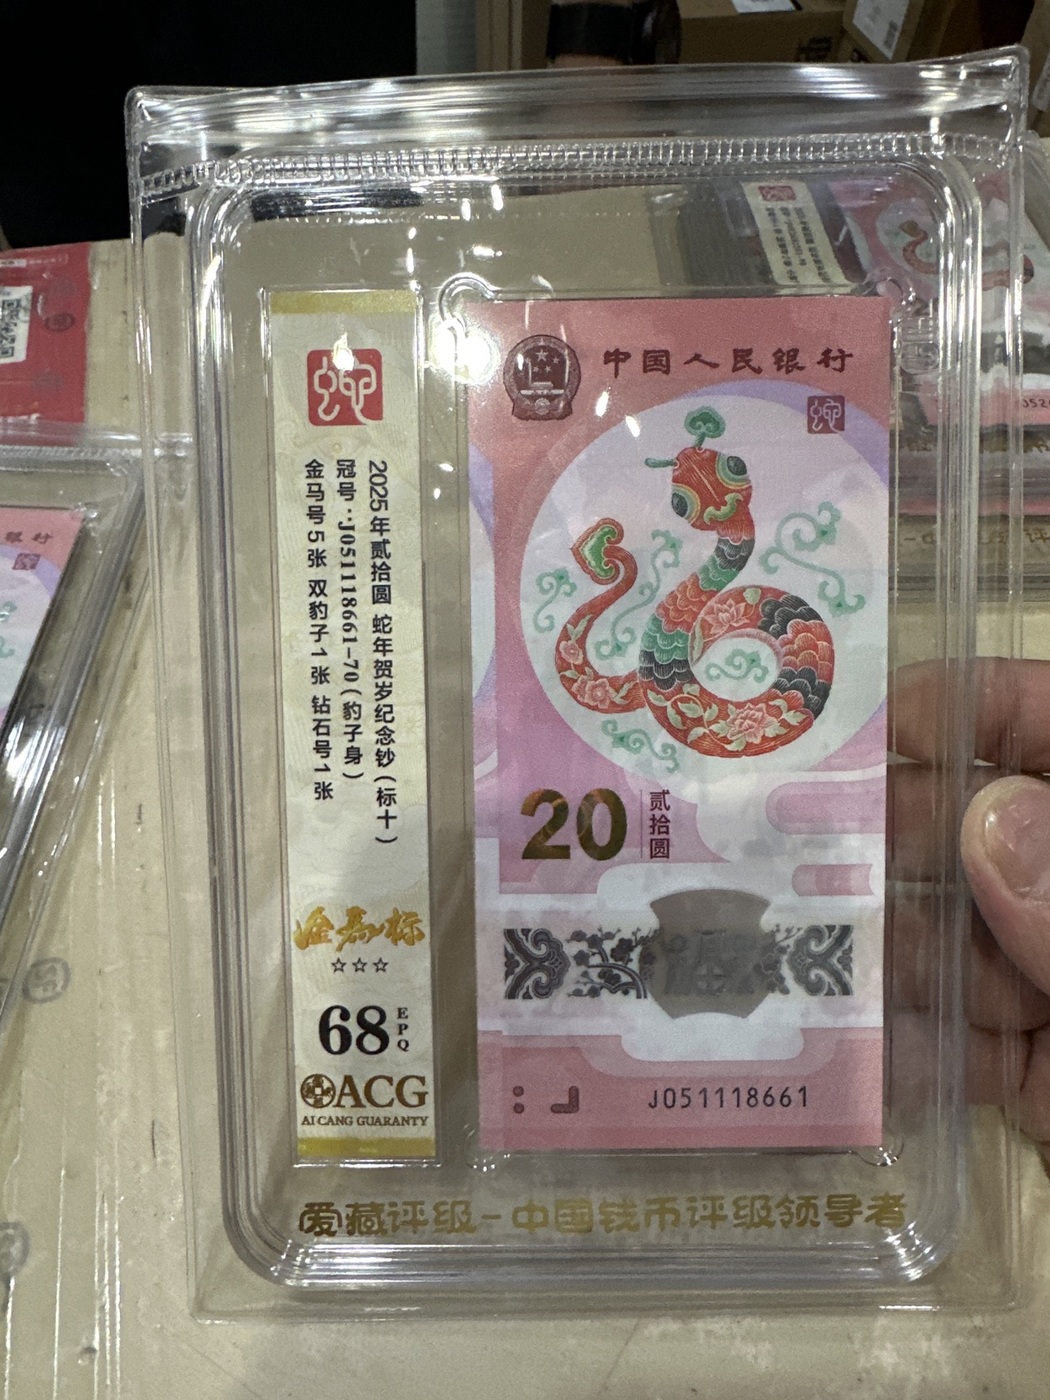 2025年贰拾圆 蛇年贺岁纪念钞(标十)
冠号:J051118661-70(豹子身)
金马号5张 双豹子1张 钻石号1张
金马标
☆☆☆
68 EPQ
ACG
AI CANG GUARANTY
中国人民银行
20 贰拾圆
J051118661
爱藏评级-中国钱币评级领导者